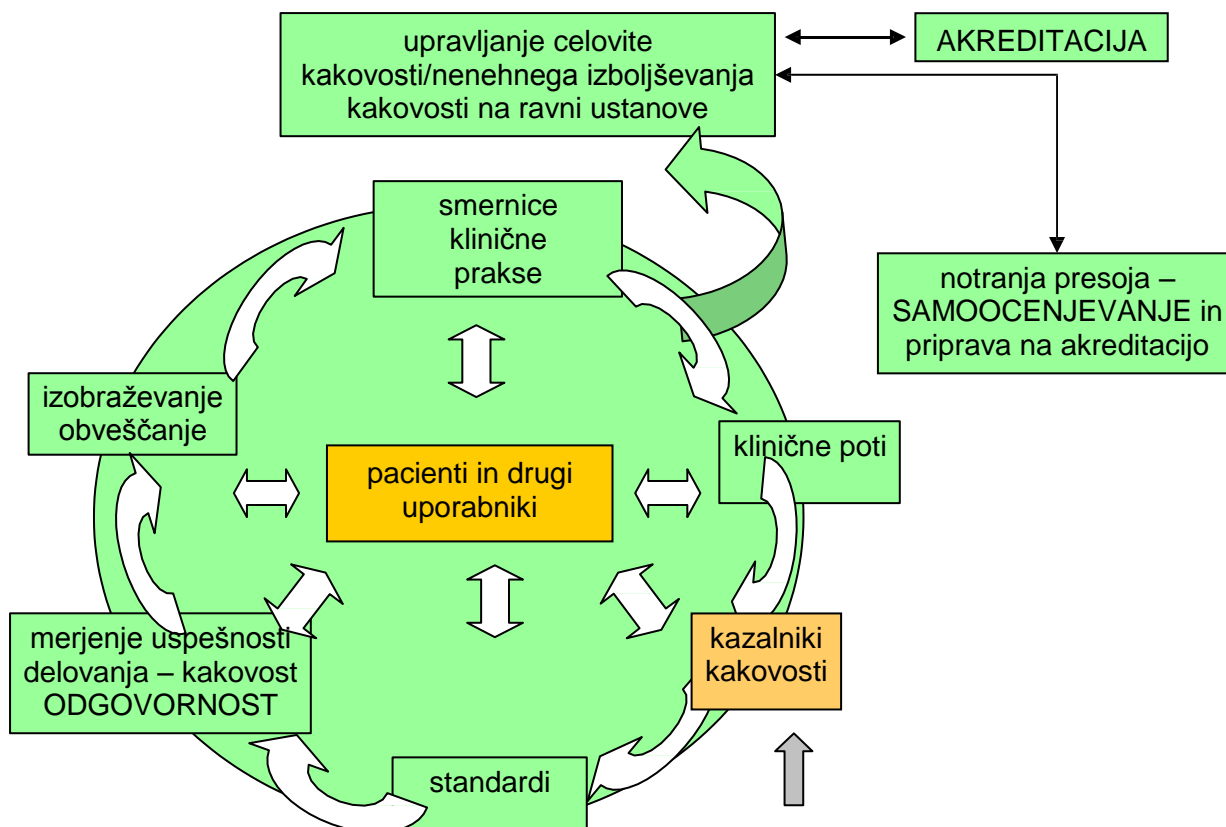 upravljanje celovite
kakovosti/nenehnega izboljševanja
kakovosti na ravni ustanove
AKREDITACIJA
notranja presoja –
SAMOOCENJEVANJE in
priprava na akreditacijo
smernice
klinične
prakse
izobraževanje
obveščanje
klinične poti
pacienti in drugi
uporabniki
merjenje uspešnosti
delovanja – kakovost
ODGOVORNOST
kazalniki
kakovosti
standardi